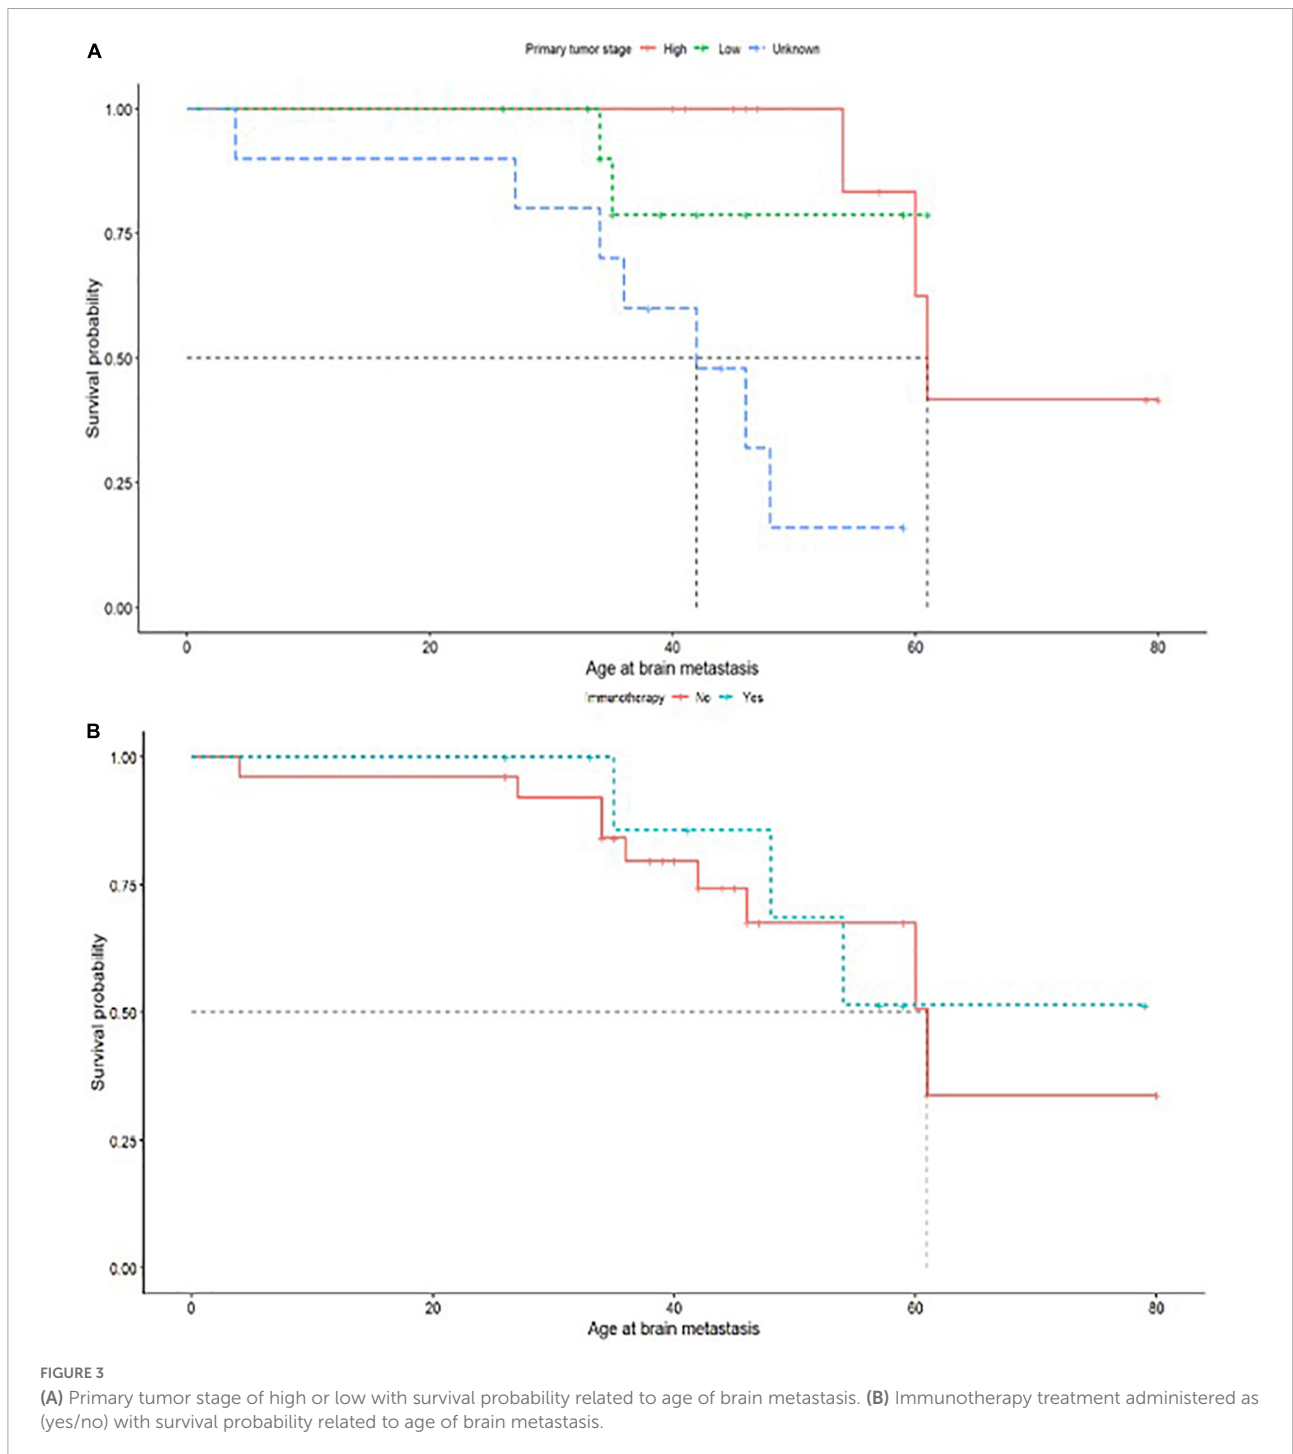 A
Primary tumor stage High Low Unknown
1.00
0.75
0.50
0.25
0.00
Survival probability
0 20 40 60 80
Age at brain metastasis
Immunotherapy No Yes
B
1.00
0.75
0.50
0.25
0.00
Survival probability
0 20 40 60 80
Age at brain metastasis
FIGURE 3
(A) Primary tumor stage of high or low with survival probability related to age of brain metastasis. (B) Immunotherapy treatment administered as
(yes/no) with survival probability related to age of brain metastasis.